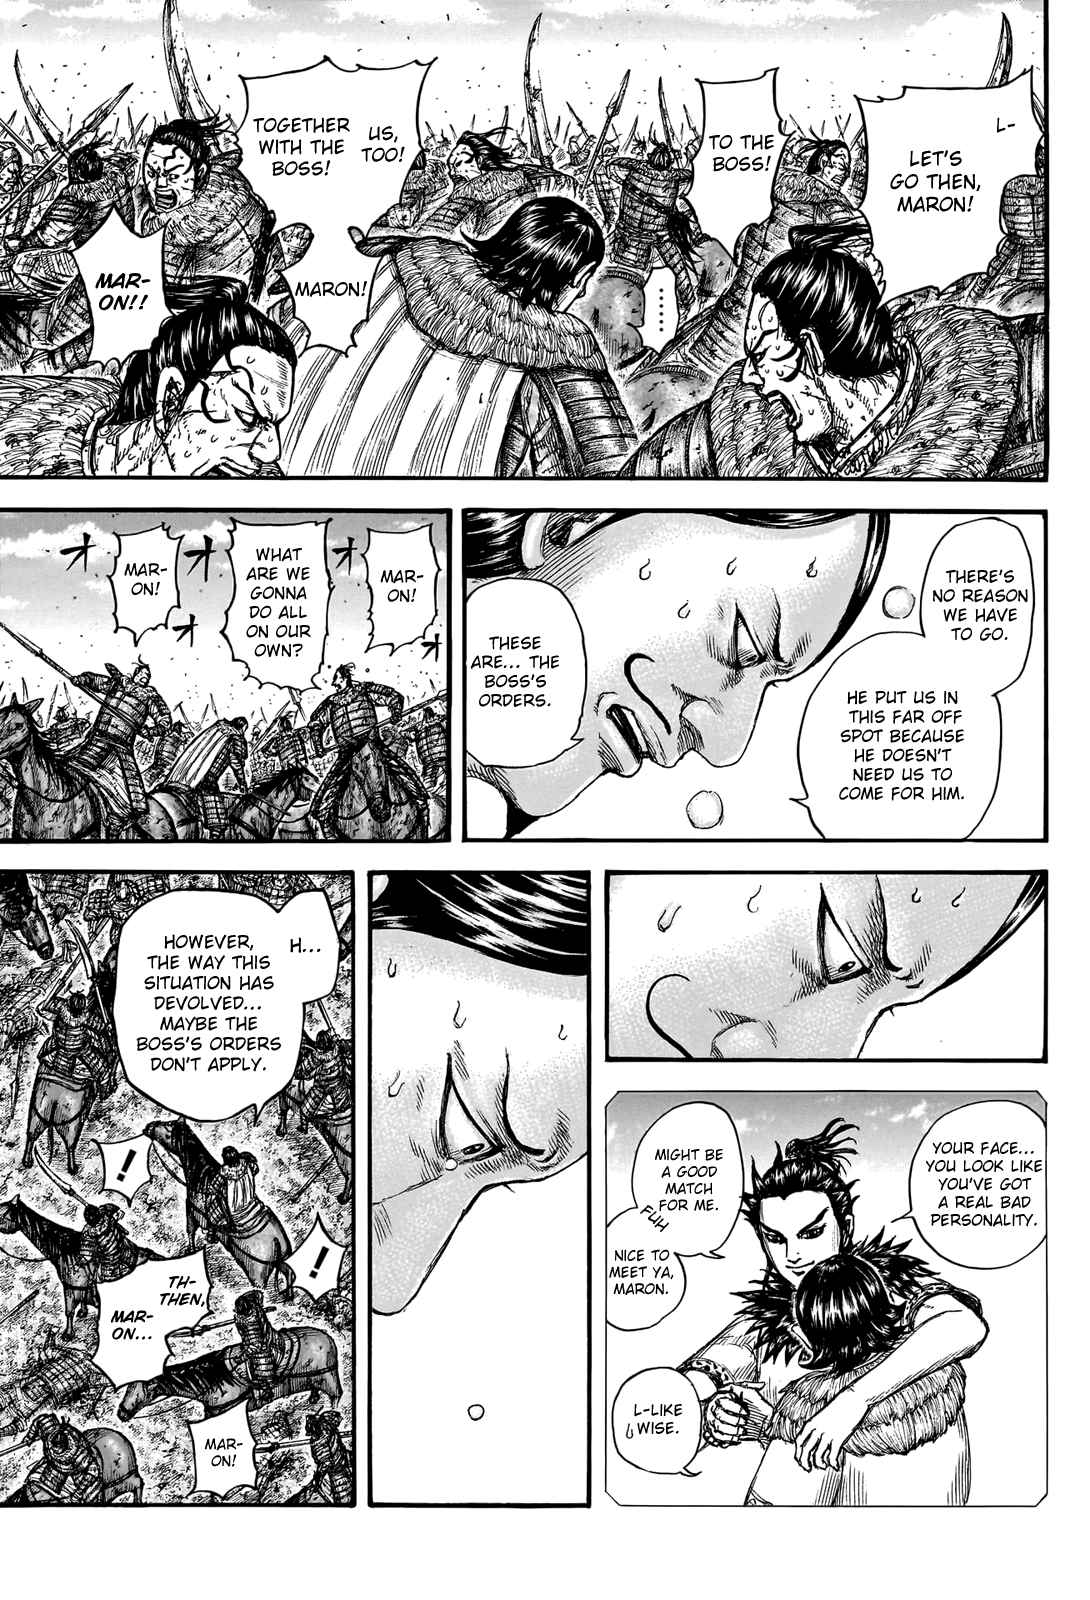 L-
LET'S
GO THEN,
MARON!
TO THE
BOSS!
........
US,
TOO!
TOGETHER
WITH THE
BOSS!
MARON!
MAR-
ON!!
THERE'S
NO REASON
WE HAVE
TO GO.
HE PUT US IN
THIS FAR OFF
SPOT BECAUSE
HE DOESN'T
NEED US TO
COME FOR HIM.
THESE
ARE... THE
BOSS'S
ORDERS.
オ
MAR-
ON!
オ
WHAT
ARE WE
GONNA
DO ALL
ON OUR
OWN?
オ
オ
MAR-
ON!
オ
YOUR FACE...
YOU LOOK LIKE
YOU'VE GOT
A REAL BAD
PERSONALITY.
MIGHT BE
A GOOD
MATCH
FOR ME.
FUH
NICE TO
MEET YA,
MARON.
L-LIKE
WISE.
H...
HOWEVER,
THE WAY THIS
SITUATION HAS
DEVOLVED...
MAYBE THE
BOSS'S ORDERS
DON'T APPLY.
!
!
TH-
THEN,
MAR-
ON...
MAR-
ON!